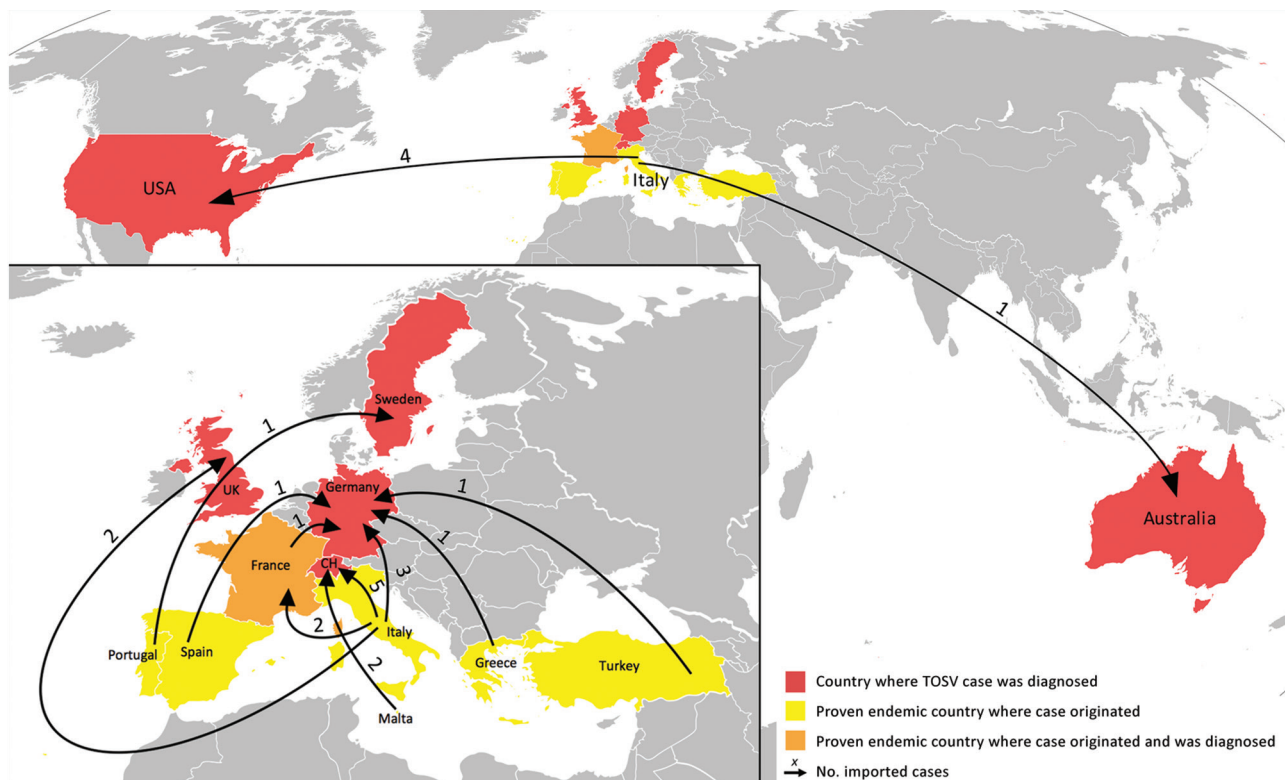 4
USA
Italy
1
Australia
Sweden
1
UK
Germany
1
1
1
2
1
France
CH
3
5
2
Italy
Portugal
Spain
Greece
Turkey
2
Malta
Country where TOSV case was diagnosed
Proven endemic country where case originated
Proven endemic country where case originated and was diagnosed
x
No. imported cases